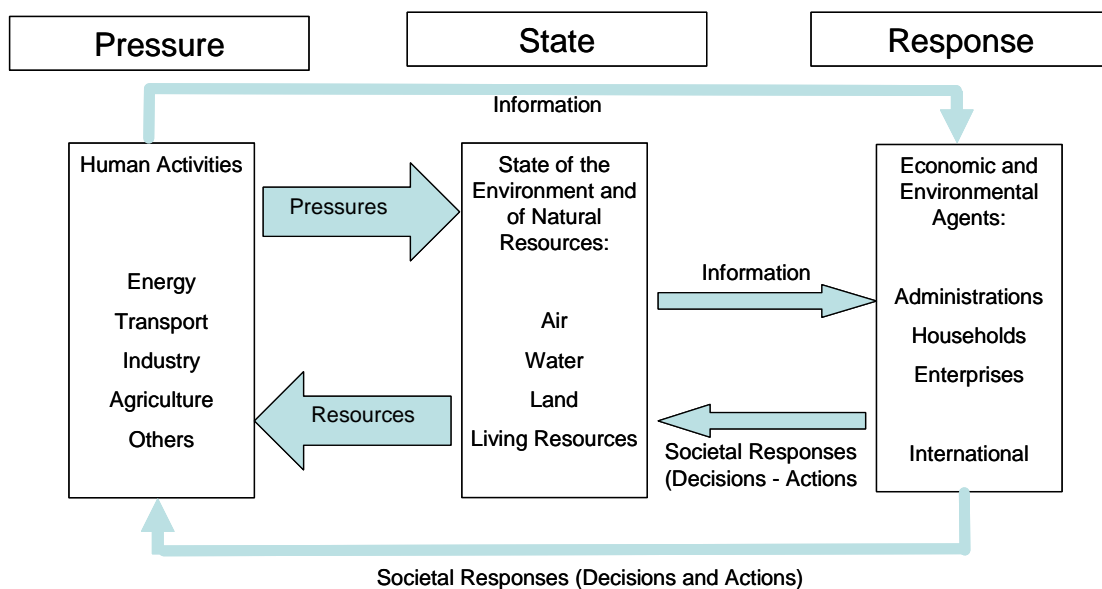 Pressure
State
Response
Information
Human Activities
Energy
Transport
Industry
Agriculture
Others
Pressures
Resources
State of the
Environment and
of Natural
Resources:
Air
Water
Land
Living Resources
Information
Societal Responses
(Decisions - Actions
Economic and
Environmental
Agents:
Administrations
Households
Enterprises
International
Societal Responses (Decisions and Actions)